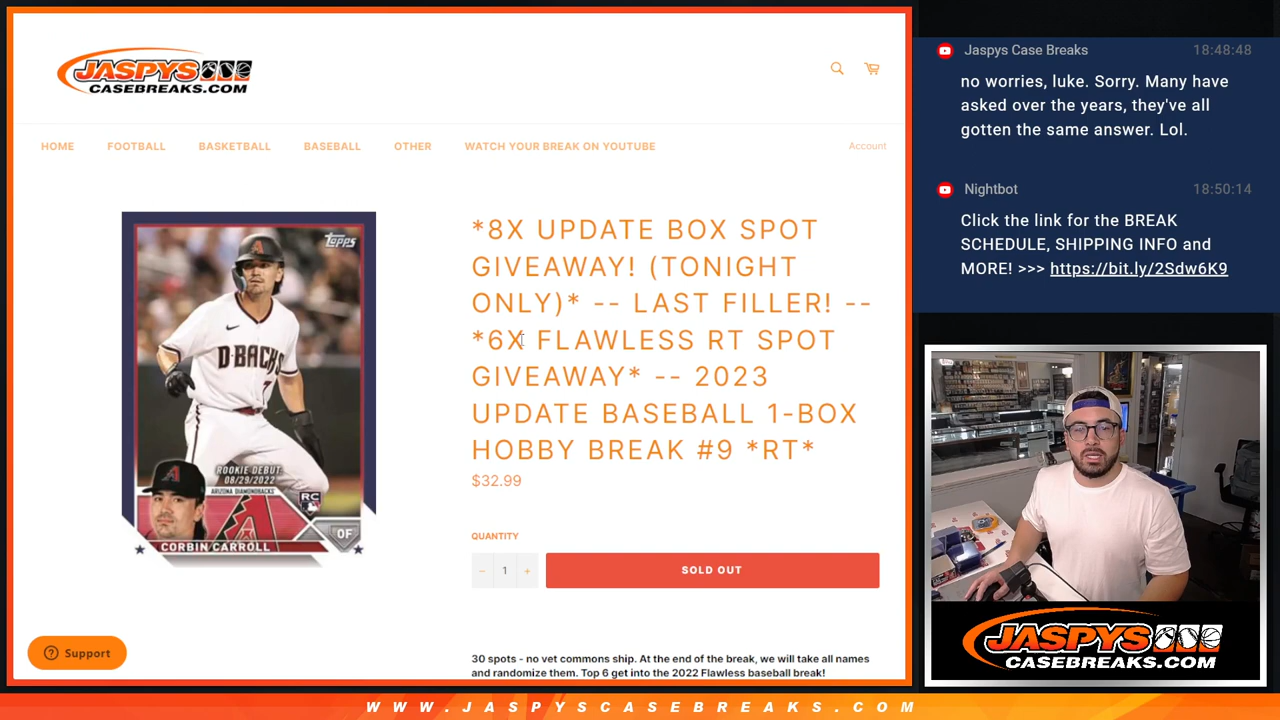 JASPYS
CASEBREAKS.COM
HOME FOOTBALL BASKETBALL BASEBALL OTHER WATCH YOUR BREAK ON YOUTUBE Account
Topps
D-BACKS
7
ROOKIE DEBUT
08/29/2022
ARIZONA DIAMONDBACKS
RC
OF
CORBIN CARROLL
*8X UPDATE BOX SPOT
GIVEAWAY! (TONIGHT
ONLY)* -- LAST FILLER! --
*6X FLAWLESS RT SPOT
GIVEAWAY* -- 2023
UPDATE BASEBALL 1-BOX
HOBBY BREAK #9 *RT*
$32.99
QUANTITY
− 1 +
SOLD OUT
30 spots - no vet commons ship. At the end of the break, we will take all names
and randomize them. Top 6 get into the 2022 Flawless baseball break!
Support
Jaspys Case Breaks 18:48:48
no worries, luke. Sorry. Many have
asked over the years, they've all
gotten the same answer. Lol.
Nightbot 18:50:14
Click the link for the BREAK
SCHEDULE, SHIPPING INFO and
MORE! >>> https://bit.ly/2Sdw6K9
JASPYS
CASEBREAKS.COM
WWW.JASPYSCASEBREAKS.COM